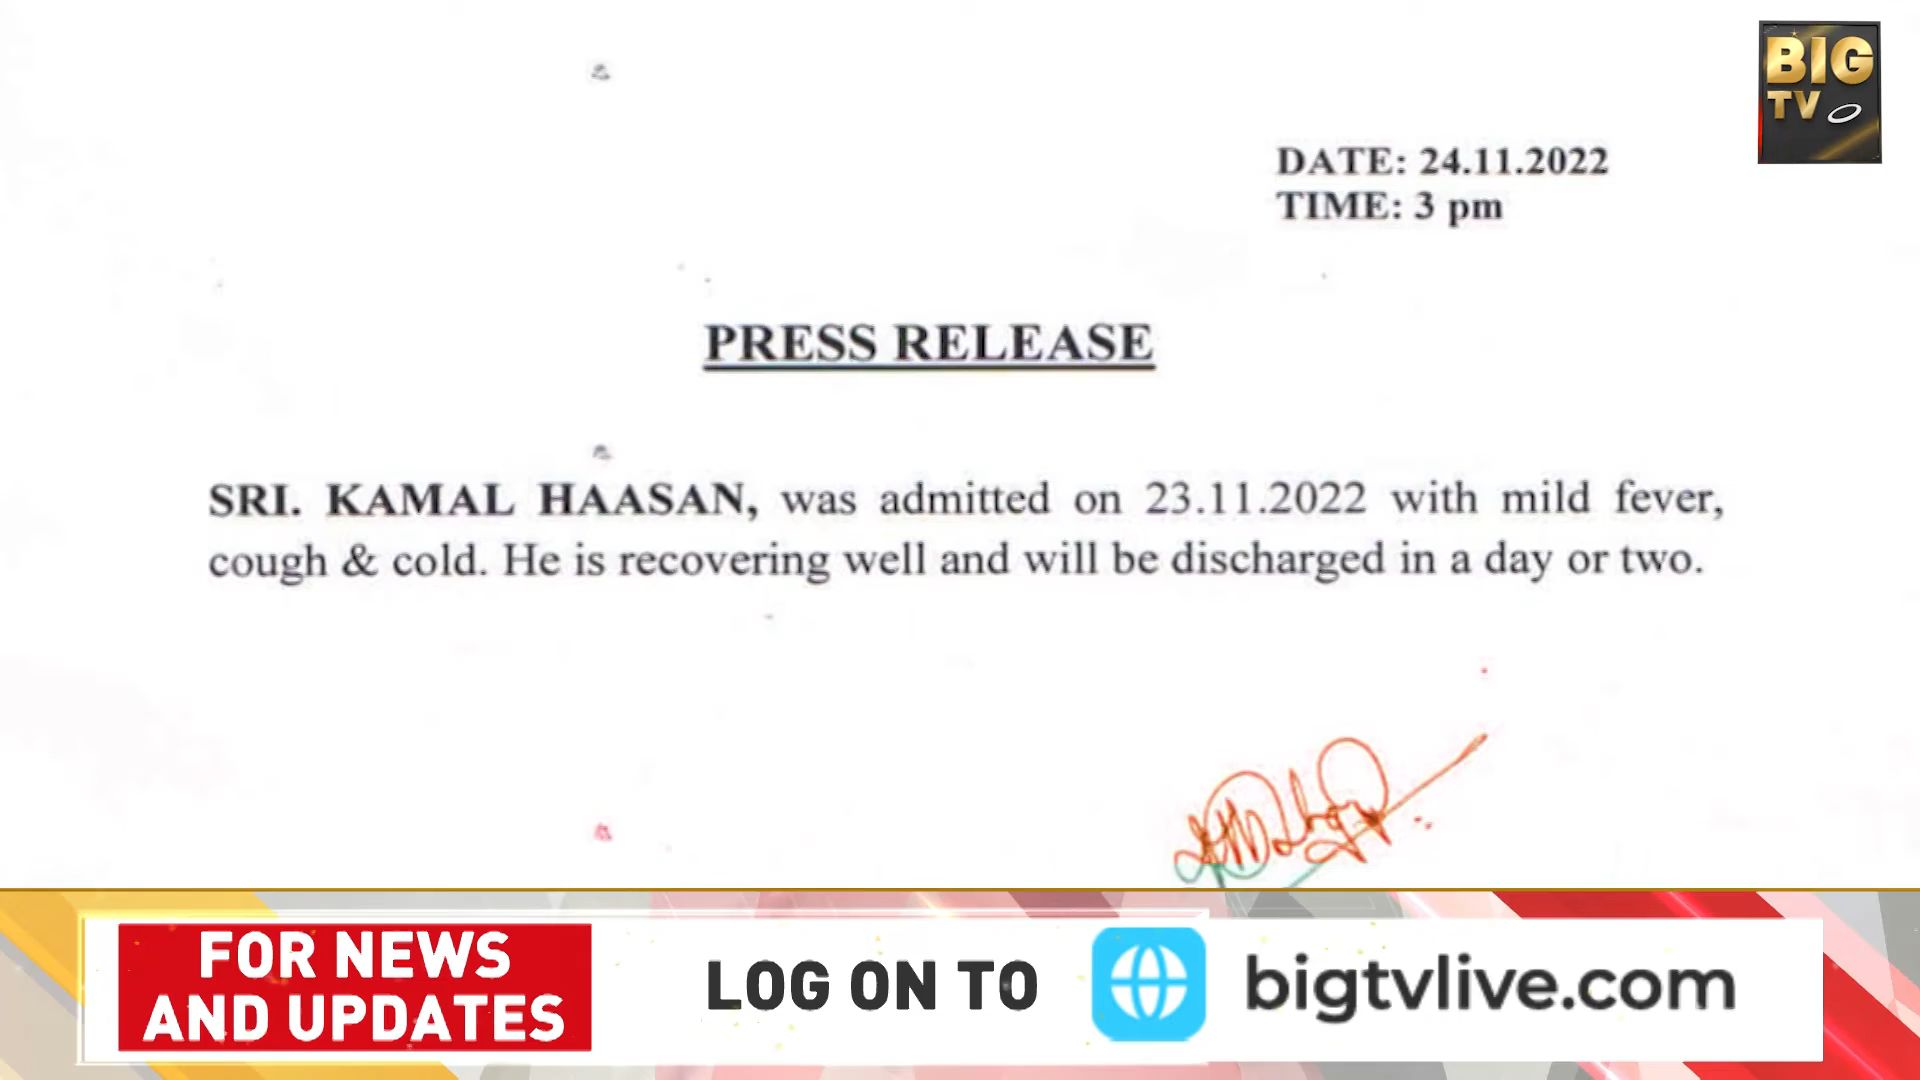 BIG
TV
DATE: 24.11.2022
TIME: 3 pm
PRESS RELEASE
SRI. KAMAL HAASAN, was admitted on 23.11.2022 with mild fever,
cough & cold. He is recovering well and will be discharged in a day or two.
FOR NEWS
AND UPDATES
LOG ON TO
bigtvlive.com